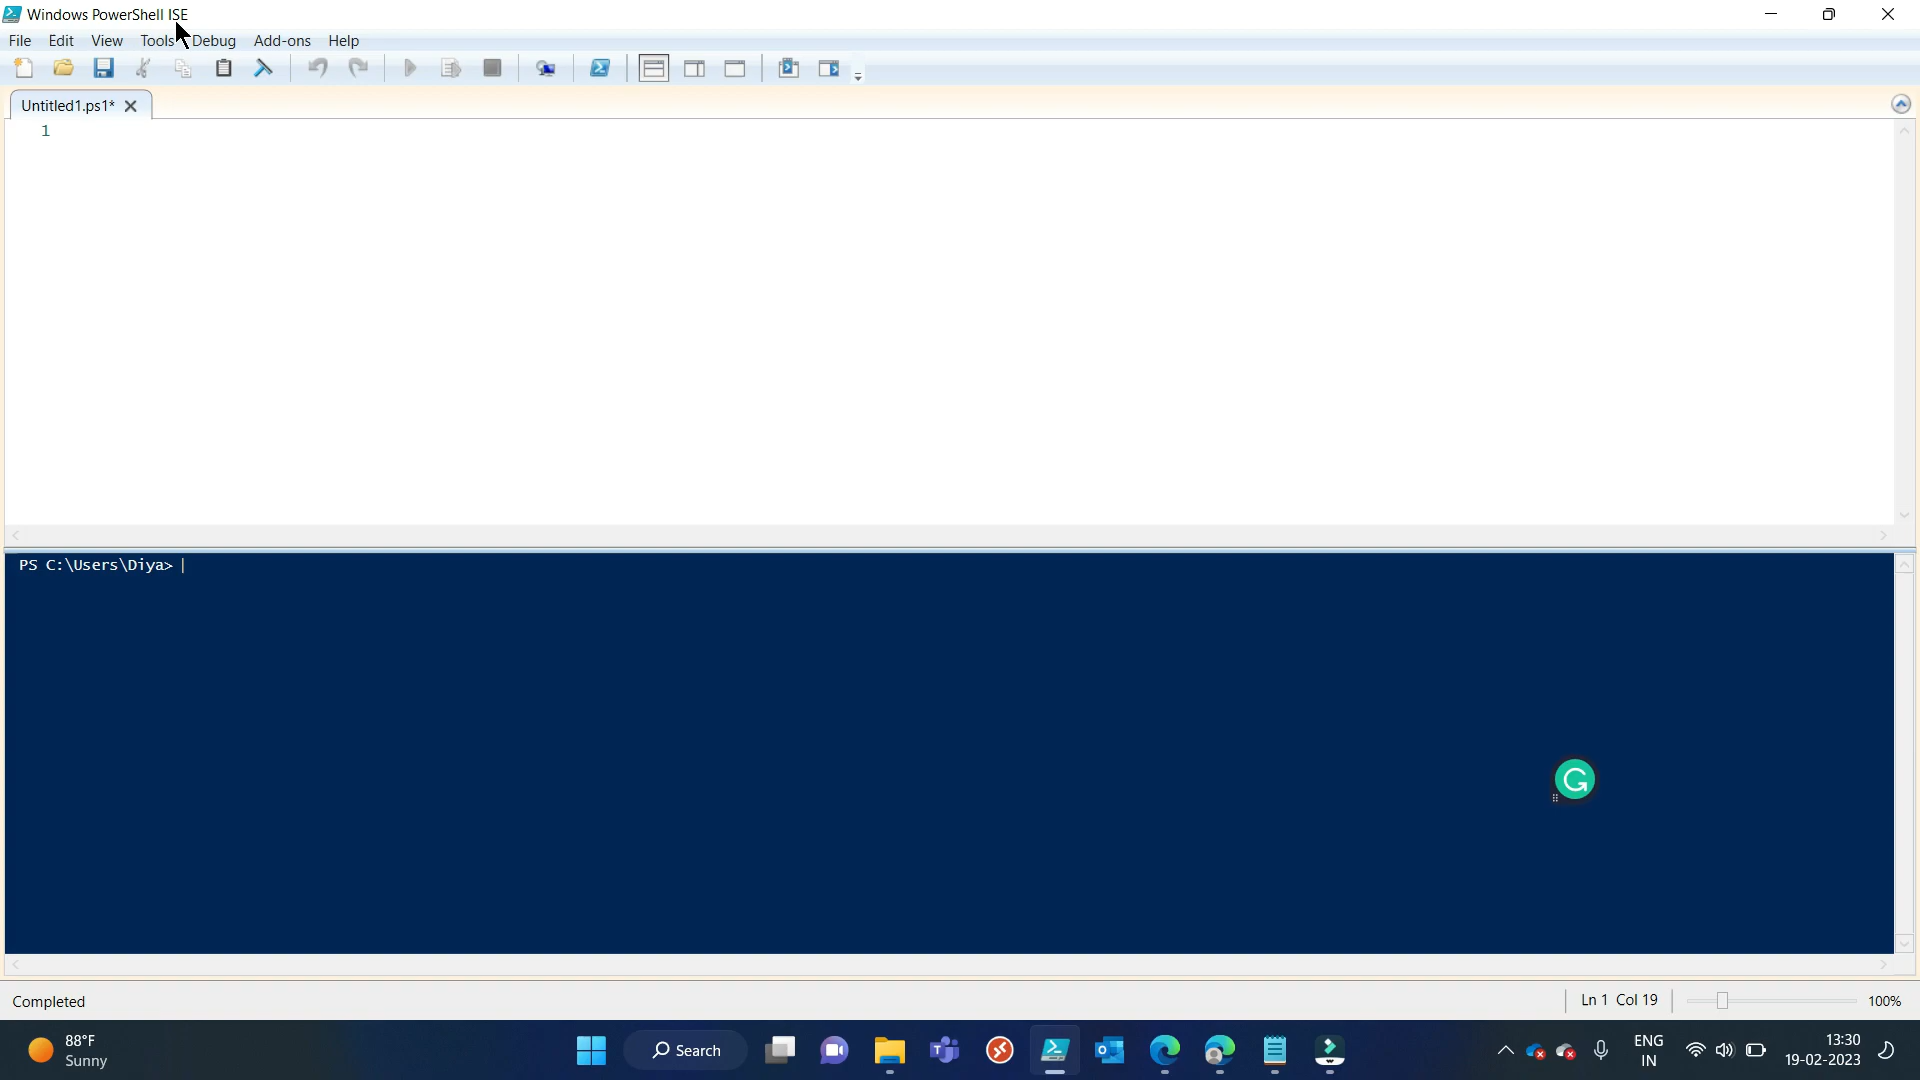 Windows PowerShell ISE
File Edit View Tools Debug Add-ons Help
Untitled1.ps1*
1
PS C:\Users\Diya>
Completed
Ln 1 Col 19
100%
88°F
Sunny
Search
ENG
IN
13:30
19-02-2023